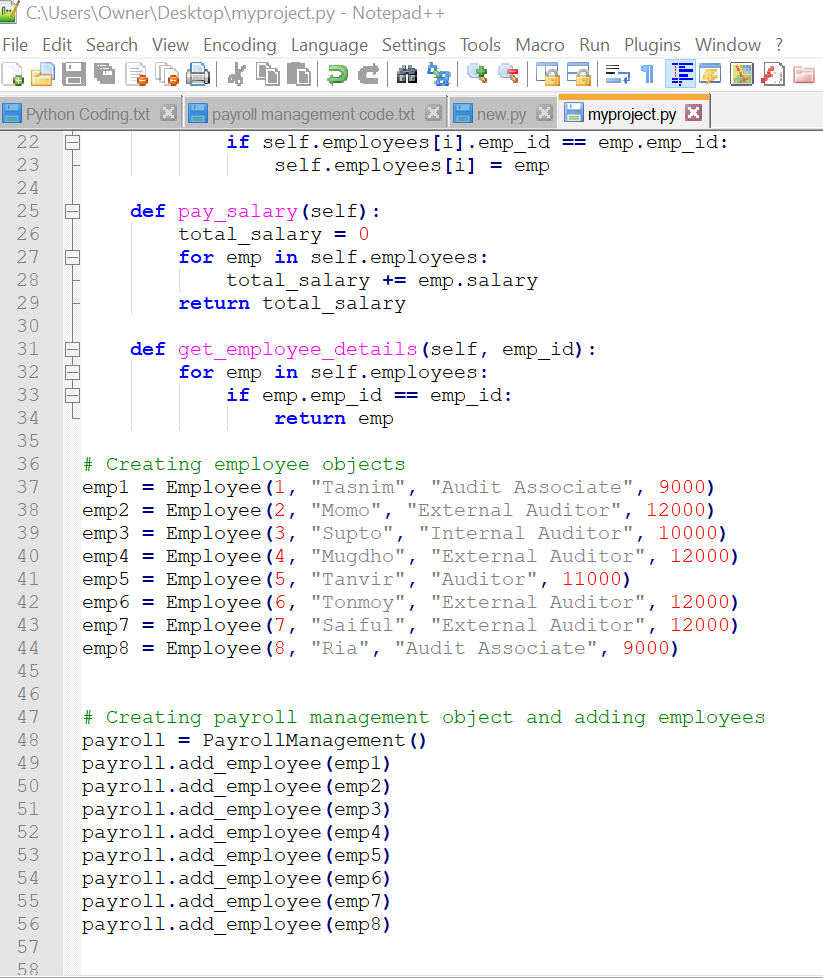 C:\Users\Owner\Desktop\myproject.py - Notepad++
File Edit Search View Encoding Language Settings Tools Macro Run Plugins Window ?
Python Coding.txt payroll management code.txt new.py myproject.py
22 if self.employees[i].emp_id == emp.emp_id:
23 self.employees[i] = emp
24
25 def pay_salary(self):
26 total_salary = 0
27 for emp in self.employees:
28 total_salary += emp.salary
29 return total_salary
30
31 def get_employee_details(self, emp_id):
32 for emp in self.employees:
33 if emp.emp_id == emp_id:
34 return emp
35
36 # Creating employee objects
37 emp1 = Employee(1, "Tasnim", "Audit Associate", 9000)
38 emp2 = Employee(2, "Momo", "External Auditor", 12000)
39 emp3 = Employee(3, "Supto", "Internal Auditor", 10000)
40 emp4 = Employee(4, "Mugdho", "External Auditor", 12000)
41 emp5 = Employee(5, "Tanvir", "Auditor", 11000)
42 emp6 = Employee(6, "Tonmoy", "External Auditor", 12000)
43 emp7 = Employee(7, "Saiful", "External Auditor", 12000)
44 emp8 = Employee(8, "Ria", "Audit Associate", 9000)
45
46
47 # Creating payroll management object and adding employees
48 payroll = PayrollManagement()
49 payroll.add_employee(emp1)
50 payroll.add_employee(emp2)
51 payroll.add_employee(emp3)
52 payroll.add_employee(emp4)
53 payroll.add_employee(emp5)
54 payroll.add_employee(emp6)
55 payroll.add_employee(emp7)
56 payroll.add_employee(emp8)
57
58